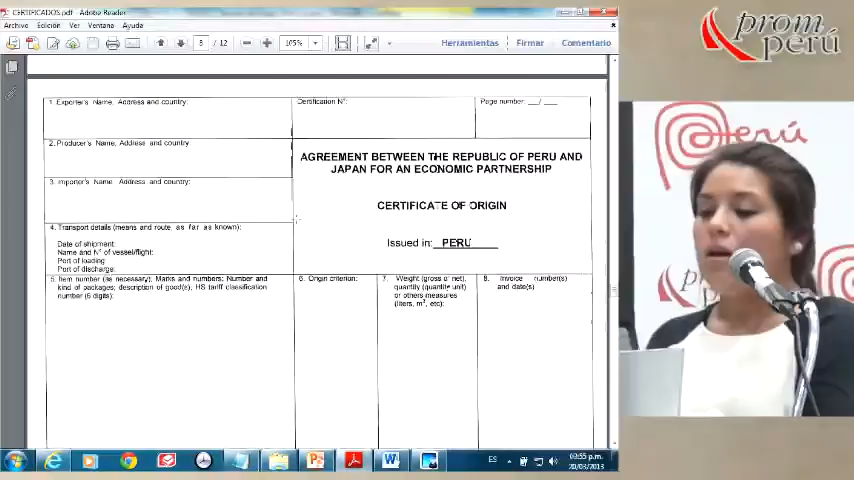 CERTIFICADOS.pdf - Adobe Reader
Archivo Edición Ver Ventana Ayuda
8 / 12 105% Herramientas Firmar Comentario
1. Exporter's Name, Address and country:
Certification N°:
Page number: ___/ ___
2. Producer's Name, Address and country
AGREEMENT BETWEEN THE REPUBLIC OF PERU AND
JAPAN FOR AN ECONOMIC PARTNERSHIP
3. Importer's Name Address and country:
CERTIFICATE OF ORIGIN
4. Transport details (means and route, as far as known):
Date of shipment:
Name and N° of vessel/flight:
Port of loading
Port of discharge:
Issued in: PERU
5. Item number (as necessary); Marks and numbers; Number and
kind of packages; description of good(s); HS tariff classification
number (6 digits):
6. Origin criterion:
7. Weight (gross or net),
quantity (quantity unit)
or others measures
(liters, m³, etc):
8. Invoice number(s)
and date(s)
ES
03:55 p.m.
20/03/2013
prom
perú
Perú